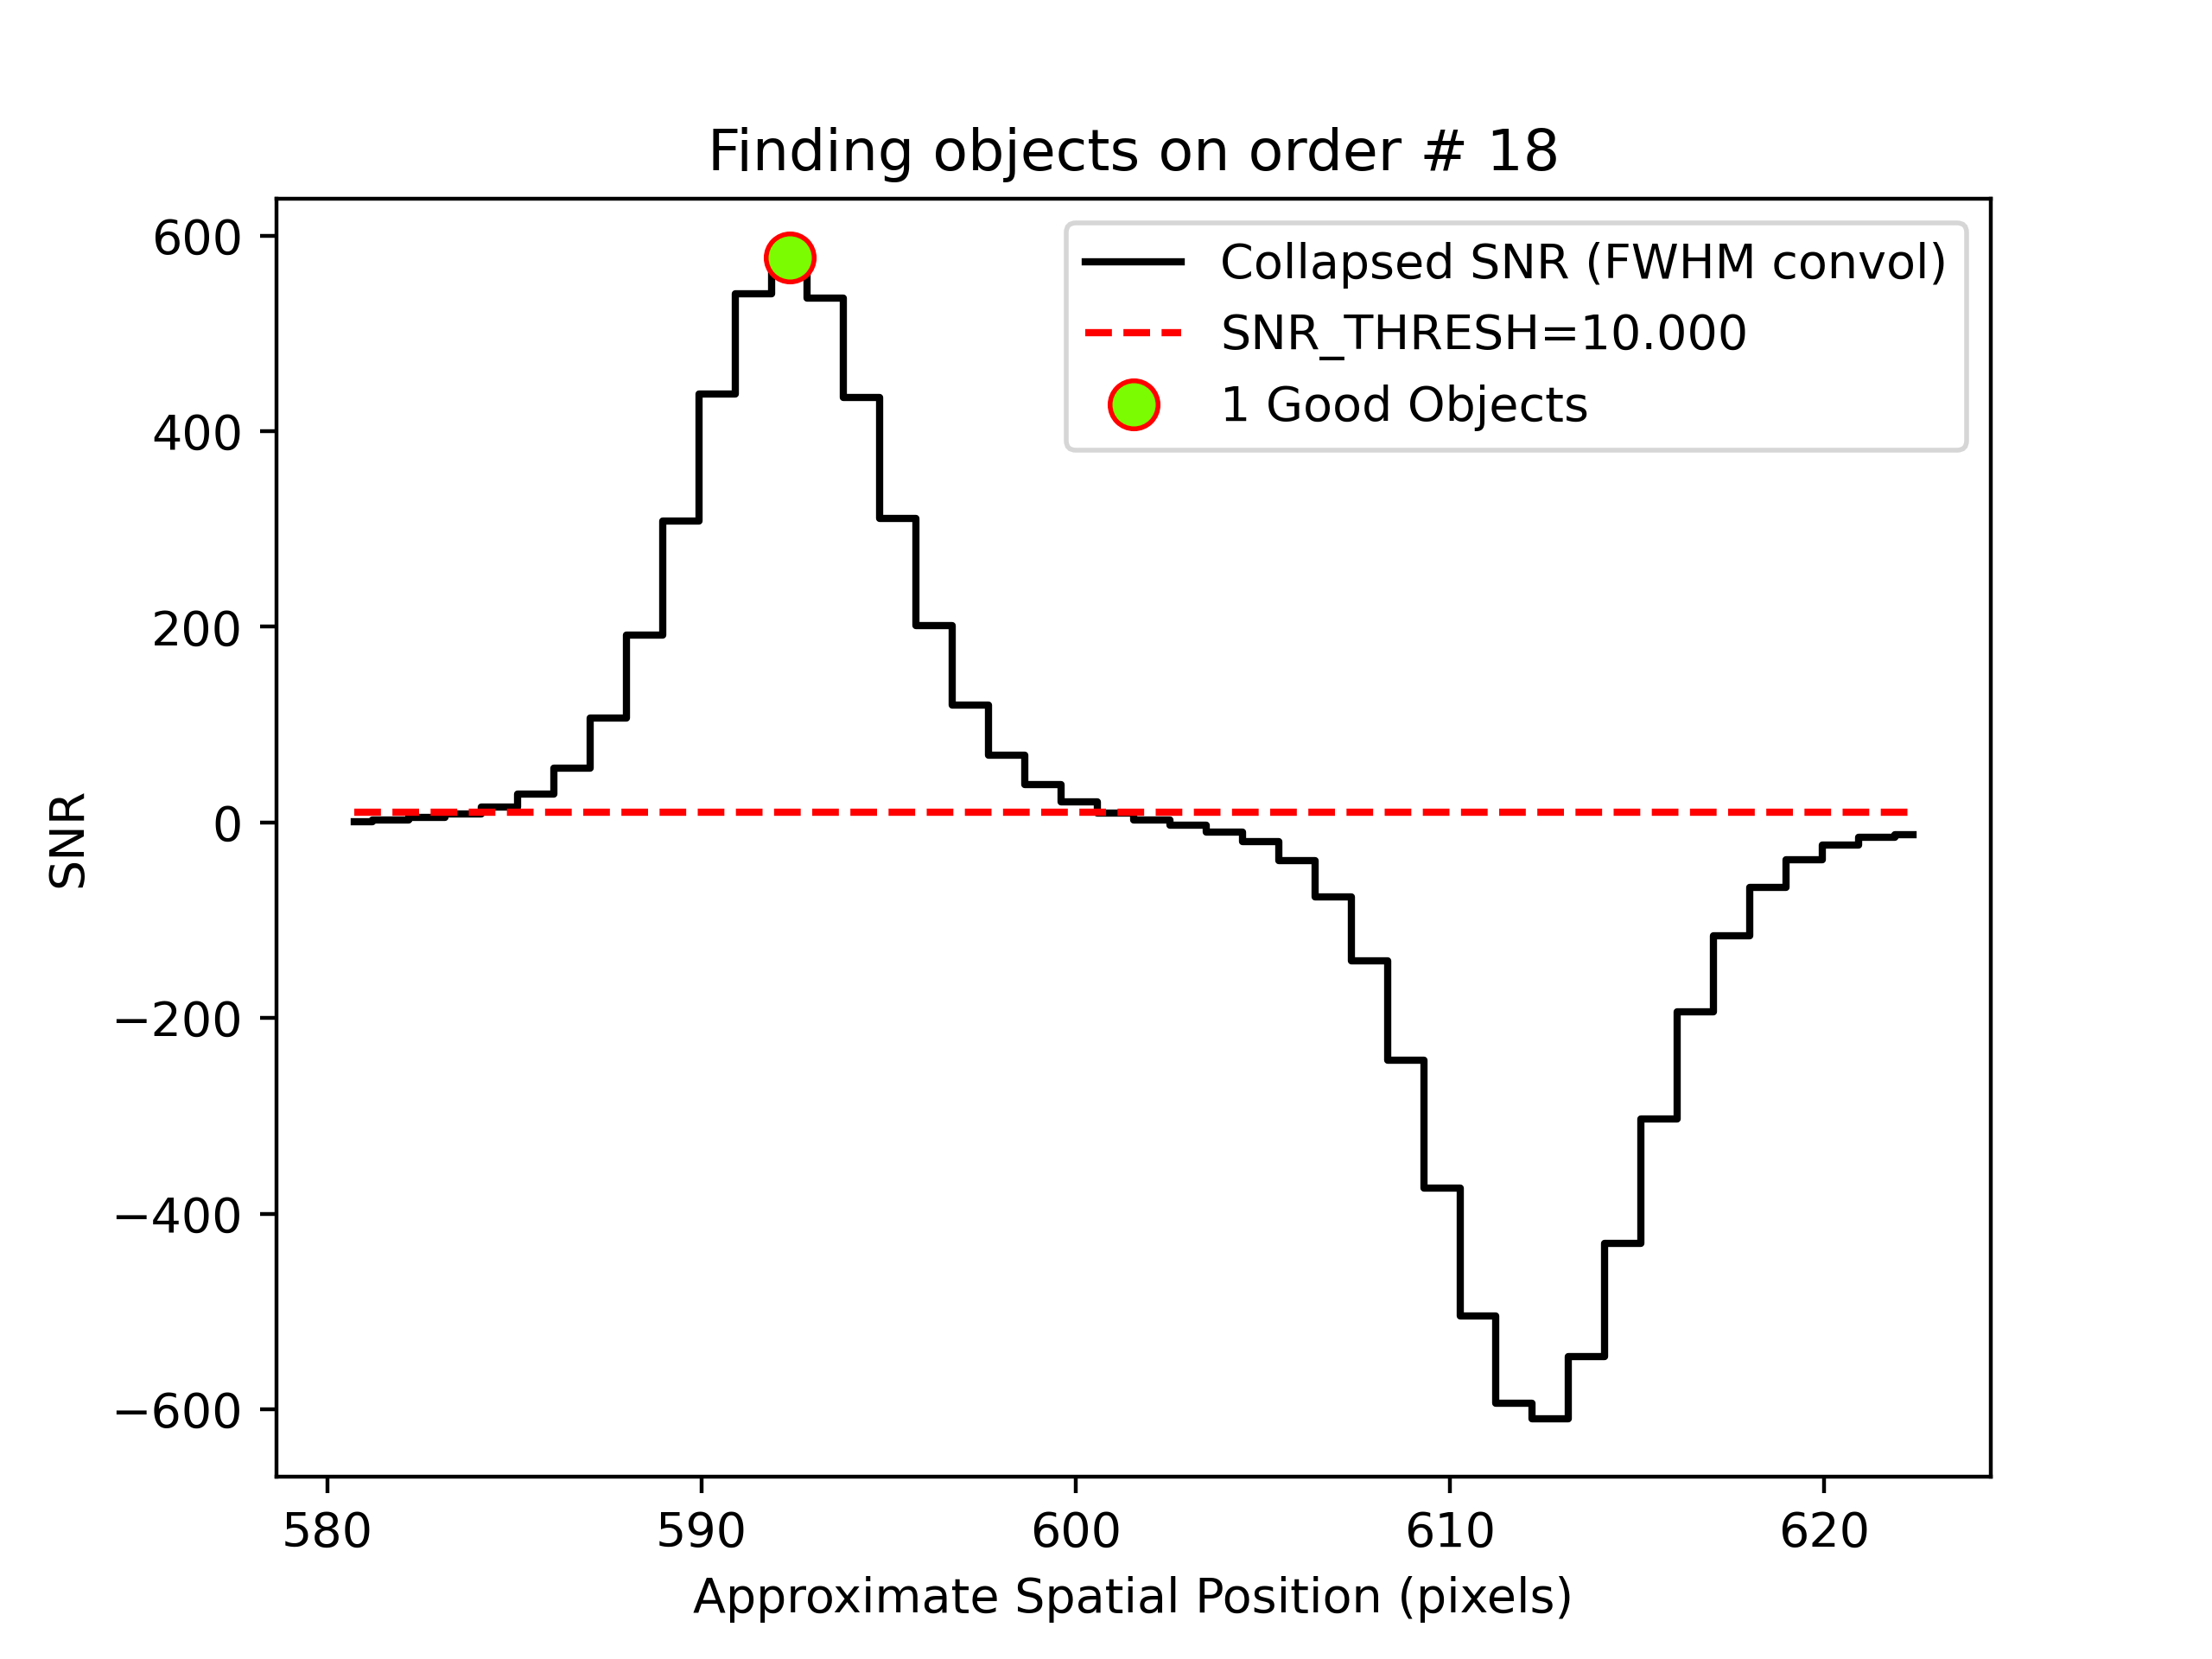 Finding objects on order # 18
Collapsed SNR (FWHM convol)
SNR_THRESH=10.000
1 Good Objects
600
400
200
0
−200
−400
−600
SNR
580
590
600
610
620
Approximate Spatial Position (pixels)